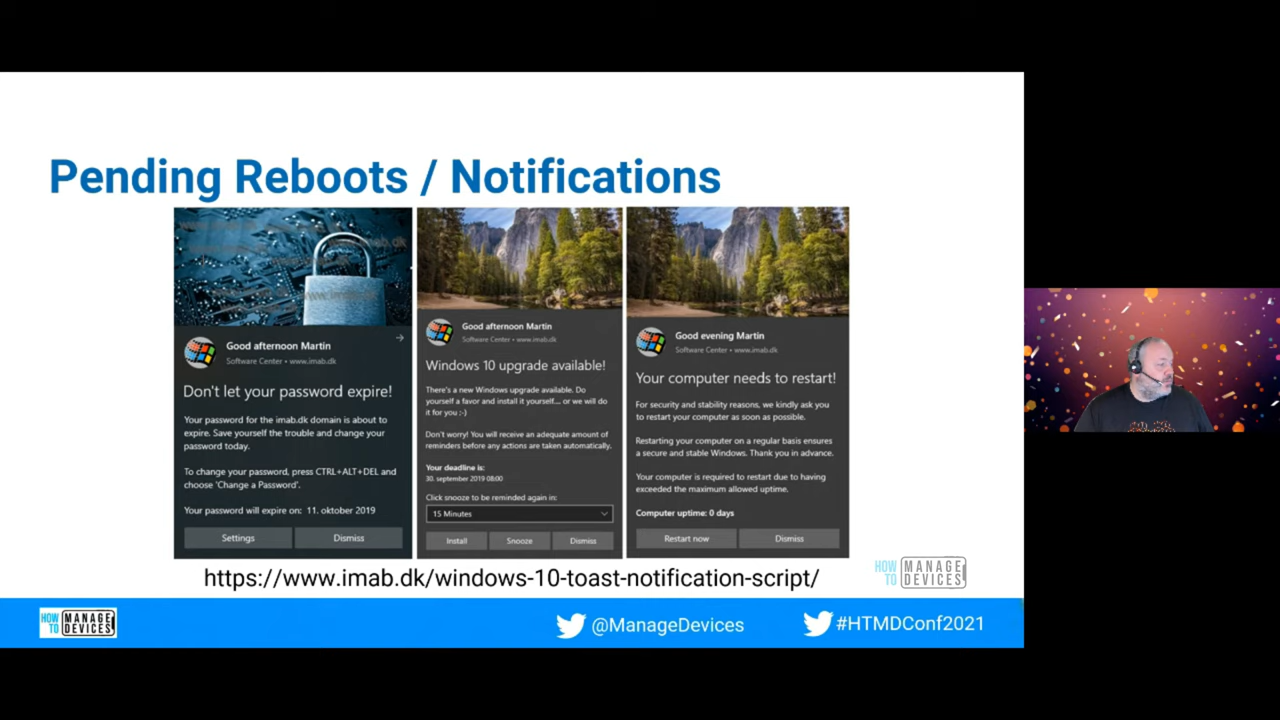 Pending Reboots / Notifications
www.imab.dk
Good afternoon Martin
Software Center • www.imab.dk
Don't let your password expire!
Your password for the imab.dk domain is about to
expire. Save yourself the trouble and change your
password today.
To change your password, press CTRL+ALT+DEL and
choose 'Change a Password'.
Your password will expire on: 11. oktober 2019
Settings
Dismiss
Good afternoon Martin
Software Center • www.imab.dk
Windows 10 upgrade available!
There's a new Windows upgrade available. Do
yourself a favor and install it yourself.... or we will do
it for you ;-)
Don't worry! You will receive an adequate amount of
reminders before any actions are taken automatically.
Your deadline is:
30. september 2019 08:00
Click snooze to be reminded again in:
15 Minutes
Install
Snooze
Dismiss
Good evening Martin
Software Center • www.imab.dk
Your computer needs to restart!
For security and stability reasons, we kindly ask you
to restart your computer as soon as possible.
Restarting your computer on a regular basis ensures
a secure and stable Windows. Thank you in advance.
Your computer is required to restart due to having
exceeded the maximum allowed uptime.
Computer uptime: 0 days
Restart now
Dismiss
https://www.imab.dk/windows-10-toast-notification-script/
HOW TO MANAGE DEVICES
HOW TO MANAGE DEVICES
@ManageDevices
#HTMDConf2021